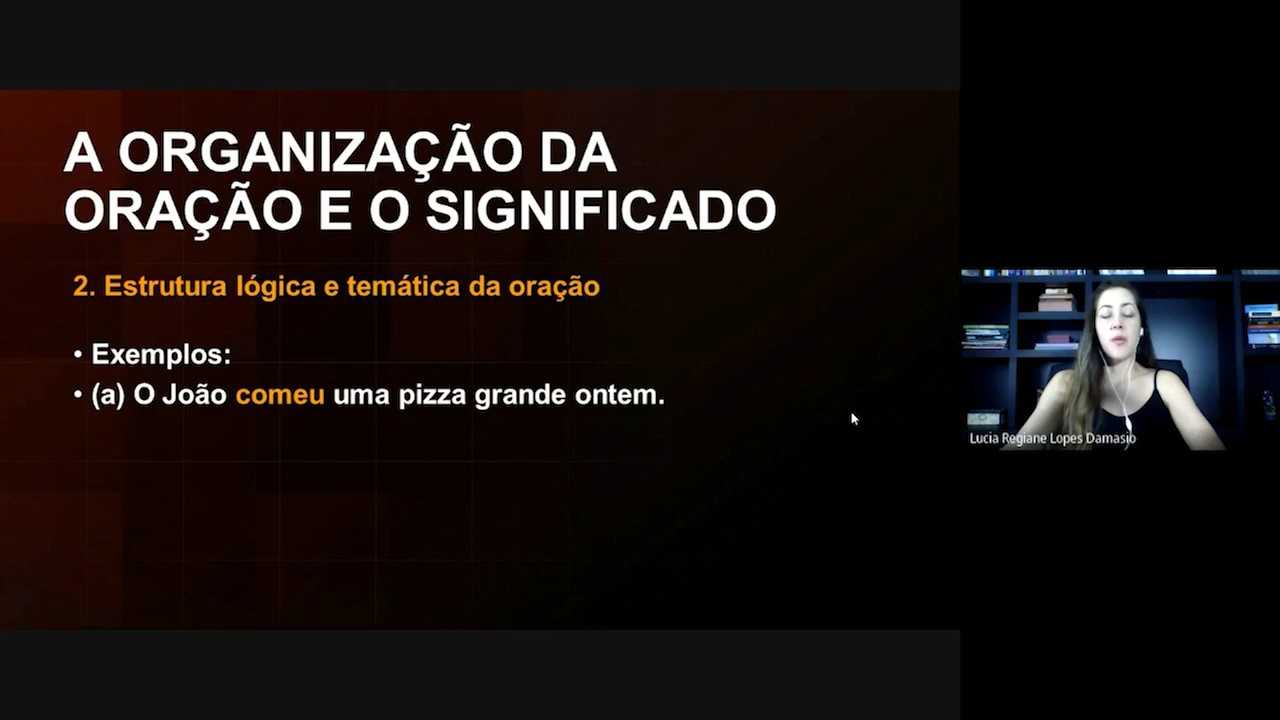 A ORGANIZAÇÃO DA
ORAÇÃO E O SIGNIFICADO
2. Estrutura lógica e temática da oração
• Exemplos:
• (a) O João comeu uma pizza grande ontem.
Lucia Regiane Lopes Damasio